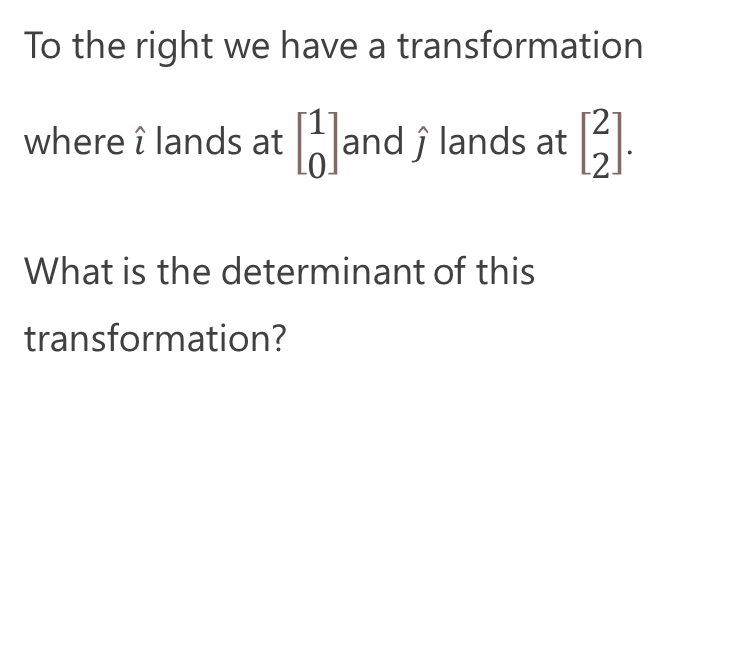 To the right we have a transformation
where î lands at [1 0] and ĵ lands at [2 2].
What is the determinant of this
transformation?